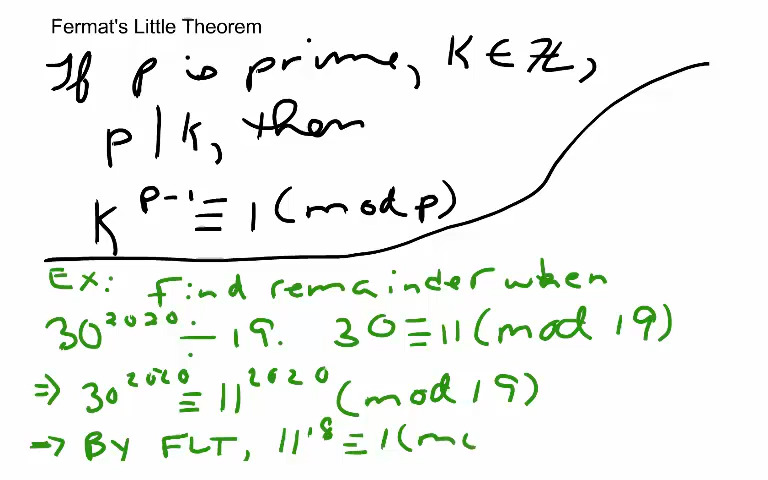 Fermat's Little Theorem
If p is prime, K ∈ ℤ,
p | k, then
K^{p-1} ≡ 1 (mod p)
Ex: Find remainder when
30^{2020} ÷ 19. 30 ≡ 11 (mod 19)
⇒ 30^{2020} ≡ 11^{2020} (mod 19)
→ By FLT, 11^{18} ≡ 1 (mo